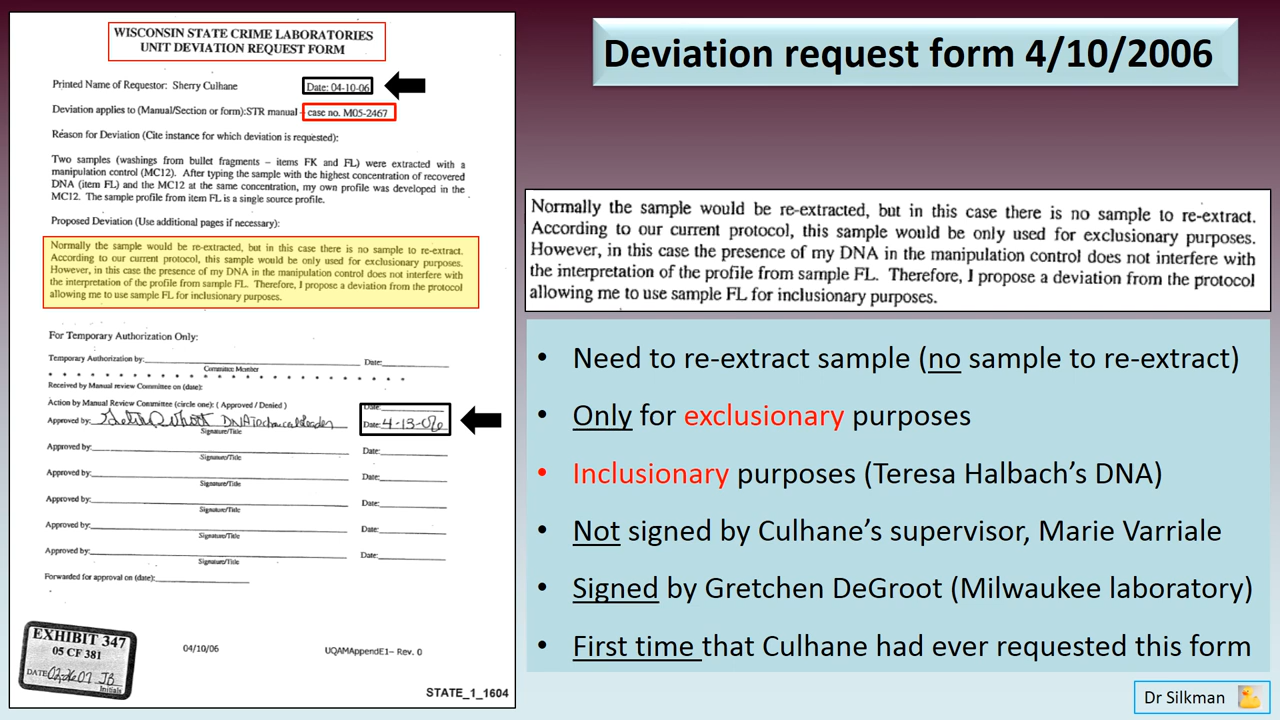 WISCONSIN STATE CRIME LABORATORIES
UNIT DEVIATION REQUEST FORM
Printed Name of Requestor: Sherry Culhane Date: 04-10-06
Deviation applies to (Manual/Section or form):STR manual - case no. M05-2467
Reason for Deviation (Cite instance for which deviation is requested):
Two samples (washings from bullet fragments – items FK and FL) were extracted with a
manipulation control (MC12). After typing the sample with the highest concentration of recovered
DNA (item FL) and the MC12 at the same concentration, my own profile was developed in the
MC12. The sample profile from item FL is a single source profile.
Proposed Deviation (Use additional pages if necessary):
Normally the sample would be re-extracted, but in this case there is no sample to re-extract.
According to our current protocol, this sample would be only used for exclusionary purposes.
However, in this case the presence of my DNA in the manipulation control does not interfere with
the interpretation of the profile from sample FL. Therefore, I propose a deviation from the protocol
allowing me to use sample FL for inclusionary purposes.
For Temporary Authorization Only:
Temporary Authorization by: Date:
Committee Member
* * * * * * * * * * * * * * * * * * * *
Received by Manual review Committee on (date):
Action by Manual Review Committee (circle one): ( Approved / Denied ) Date:
Approved by: DNA Technical Leader Date: 4-13-06
Signature/Title
Approved by: Date:
Signature/Title
Approved by: Date:
Signature/Title
Approved by: Date:
Signature/Title
Approved by: Date:
Signature/Title
Approved by: Date:
Signature/Title
Forwarded for approval on (date):
EXHIBIT 347
05 CF 381
DATE JB
Initials
04/10/06 UQAMAppendE1– Rev. 0
STATE_1_1604
Deviation request form 4/10/2006
Normally the sample would be re-extracted, but in this case there is no sample to re-extract.
According to our current protocol, this sample would be only used for exclusionary purposes.
However, in this case the presence of my DNA in the manipulation control does not interfere with
the interpretation of the profile from sample FL. Therefore, I propose a deviation from the protocol
allowing me to use sample FL for inclusionary purposes.
• Need to re-extract sample (no sample to re-extract)
• Only for exclusionary purposes
• Inclusionary purposes (Teresa Halbach’s DNA)
• Not signed by Culhane’s supervisor, Marie Varriale
• Signed by Gretchen DeGroot (Milwaukee laboratory)
• First time that Culhane had ever requested this form
Dr Silkman